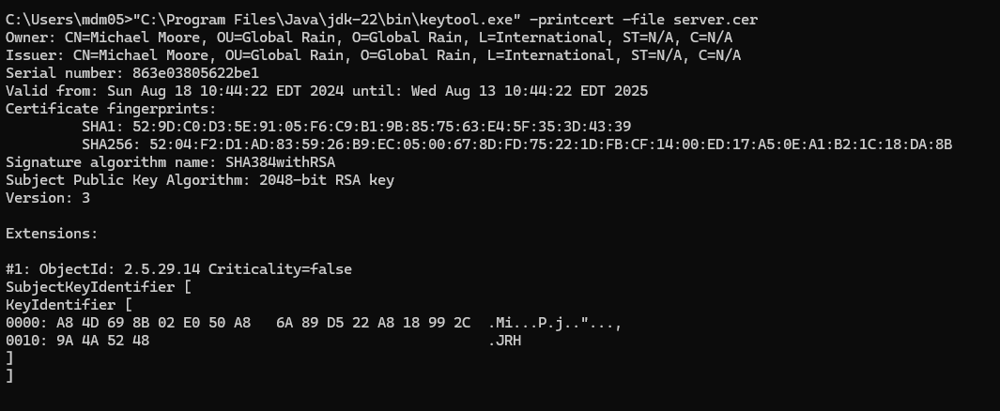 C:\Users\mdm05>"C:\Program Files\Java\jdk-22\bin\keytool.exe" -printcert -file server.cer
Owner: CN=Michael Moore, OU=Global Rain, O=Global Rain, L=International, ST=N/A, C=N/A
Issuer: CN=Michael Moore, OU=Global Rain, O=Global Rain, L=International, ST=N/A, C=N/A
Serial number: 863e03805622be1
Valid from: Sun Aug 18 10:44:22 EDT 2024 until: Wed Aug 13 10:44:22 EDT 2025
Certificate fingerprints:
         SHA1: 52:9D:C0:D3:5E:91:05:F6:C9:B1:9B:85:75:63:E4:5F:35:3D:43:39
         SHA256: 52:04:F2:D1:AD:83:59:26:B9:EC:05:00:67:8D:FD:75:22:1D:FB:CF:14:00:ED:17:A5:0E:A1:B2:1C:18:DA:8B
Signature algorithm name: SHA384withRSA
Subject Public Key Algorithm: 2048-bit RSA key
Version: 3
Extensions:
#1: ObjectId: 2.5.29.14 Criticality=false
SubjectKeyIdentifier [
KeyIdentifier [
0000: A8 4D 69 8B 02 E0 50 A8   6A 89 D5 22 A8 18 99 2C  .Mi...P.j.."...,
0010: 9A 4A 52 48                                        .JRH
]
]